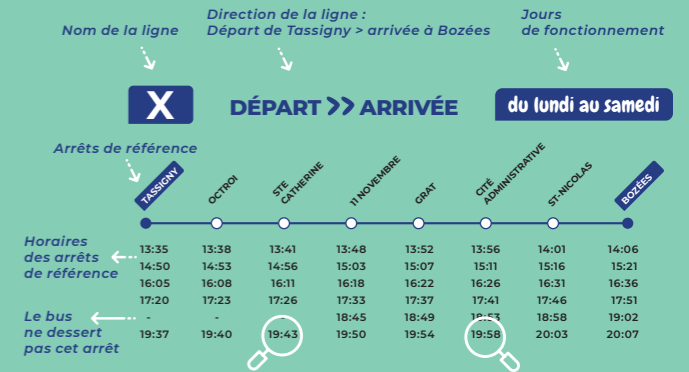 Nom de la ligne
Direction de la ligne :
Départ de Tassigny > arrivée à Bozées
Jours
de fonctionnement
X
DÉPART >> ARRIVÉE
du lundi au samedi
Arrêts de référence
TASSIGNY
OCTROI
STE
CATHERINE
11 NOVEMBRE
GRAT
CITÉ
ADMINISTRATIVE
ST-NICOLAS
BOZÉES
Horaires
des arrêts
de référence
13:35 13:38 13:41 13:48 13:52 13:56 14:01 14:06
14:50 14:53 14:56 15:03 15:07 15:11 15:16 15:21
16:05 16:08 16:11 16:18 16:22 16:26 16:31 16:36
17:20 17:23 17:26 17:33 17:37 17:41 17:46 17:51
Le bus
ne dessert
pas cet arrêt
- - - 18:45 18:49 18:53 18:58 19:02
19:37 19:40 19:43 19:50 19:54 19:58 20:03 20:07